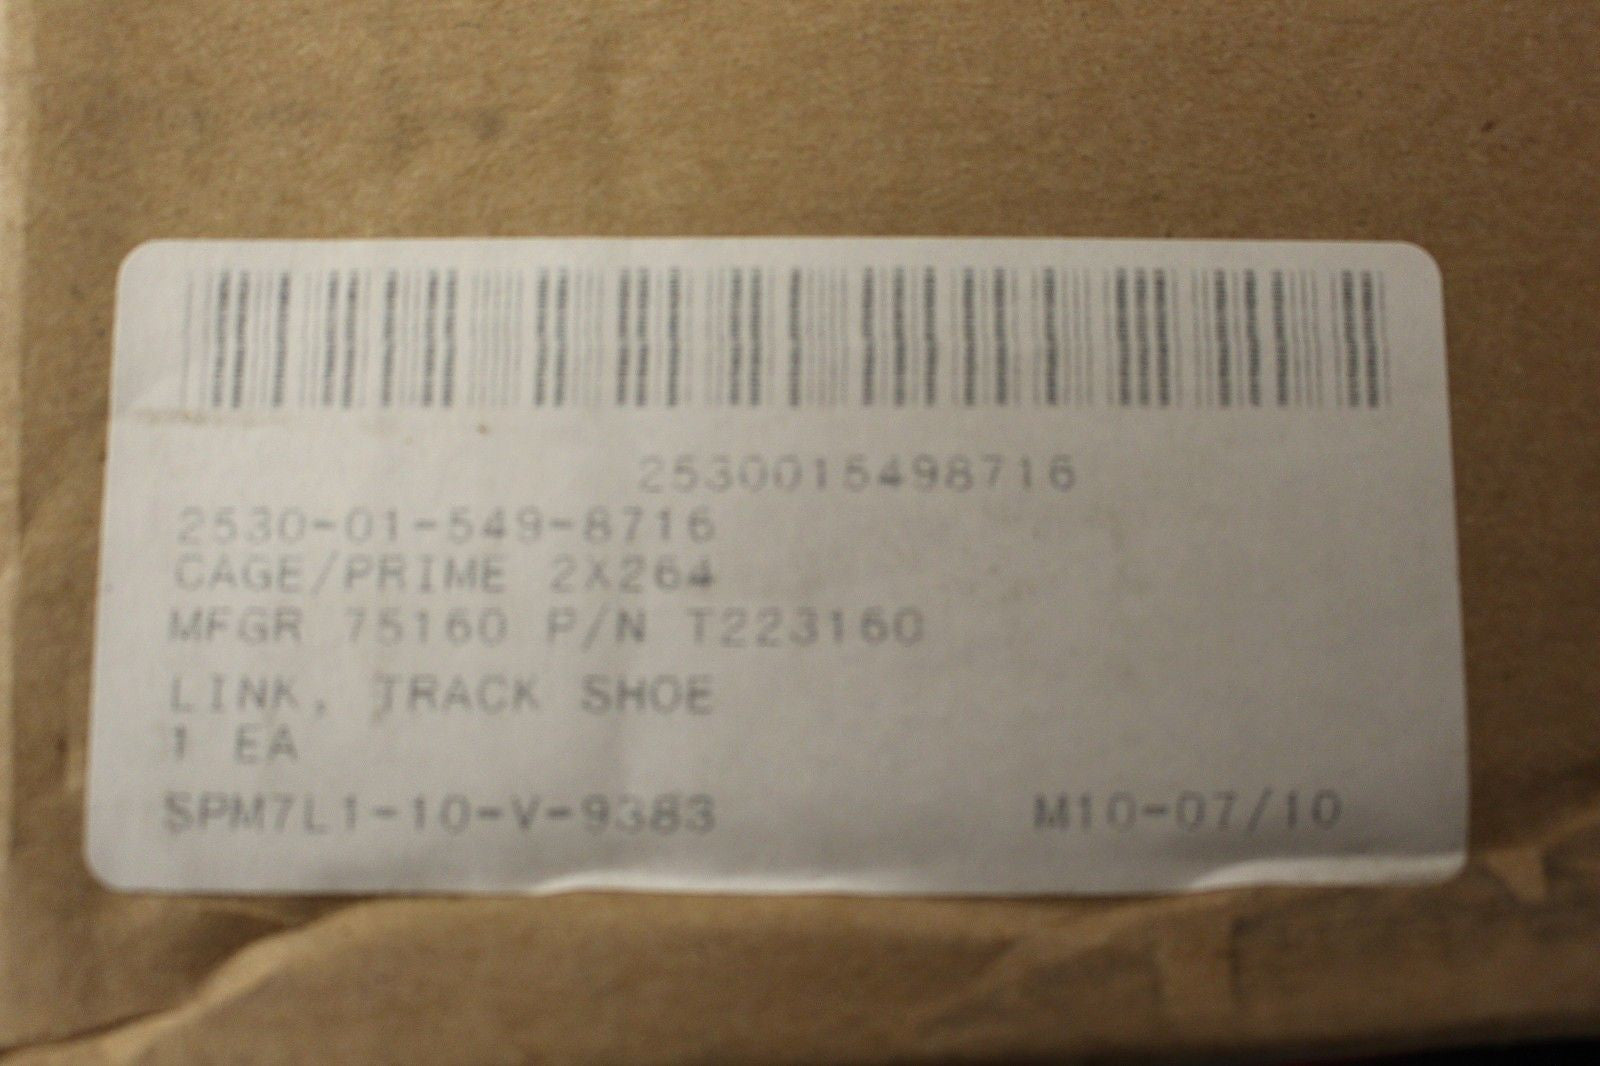 2530015498716
2530-01-549-8716
CAGE/PRIME 2X264
MFGR 75160 P/N T223160
LINK, TRACK SHOE
1 EA
SPM7L1-10-V-9383 M10-07/10